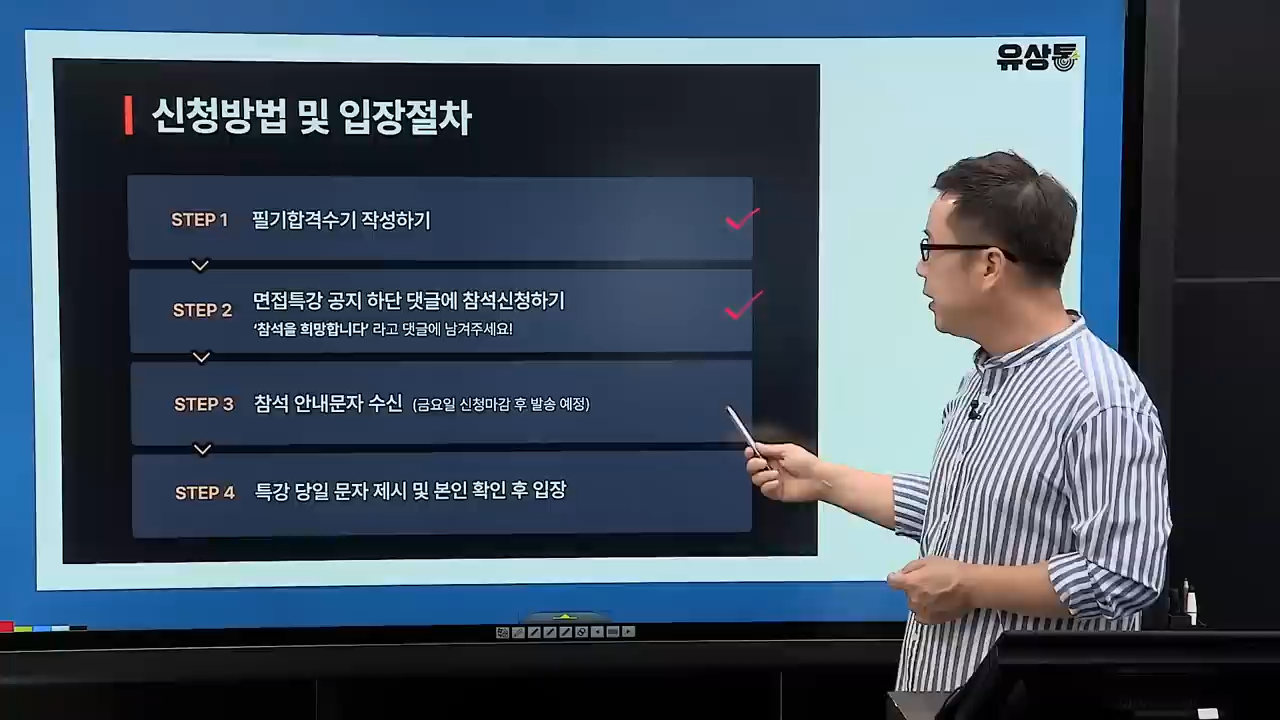 유상통
신청방법 및 입장절차
STEP 1 필기합격수기 작성하기
STEP 2 면접특강 공지 하단 댓글에 참석신청하기
‘참석을 희망합니다’ 라고 댓글에 남겨주세요!
STEP 3 참석 안내문자 수신 (금요일 신청마감 후 발송 예정)
STEP 4 특강 당일 문자 제시 및 본인 확인 후 입장